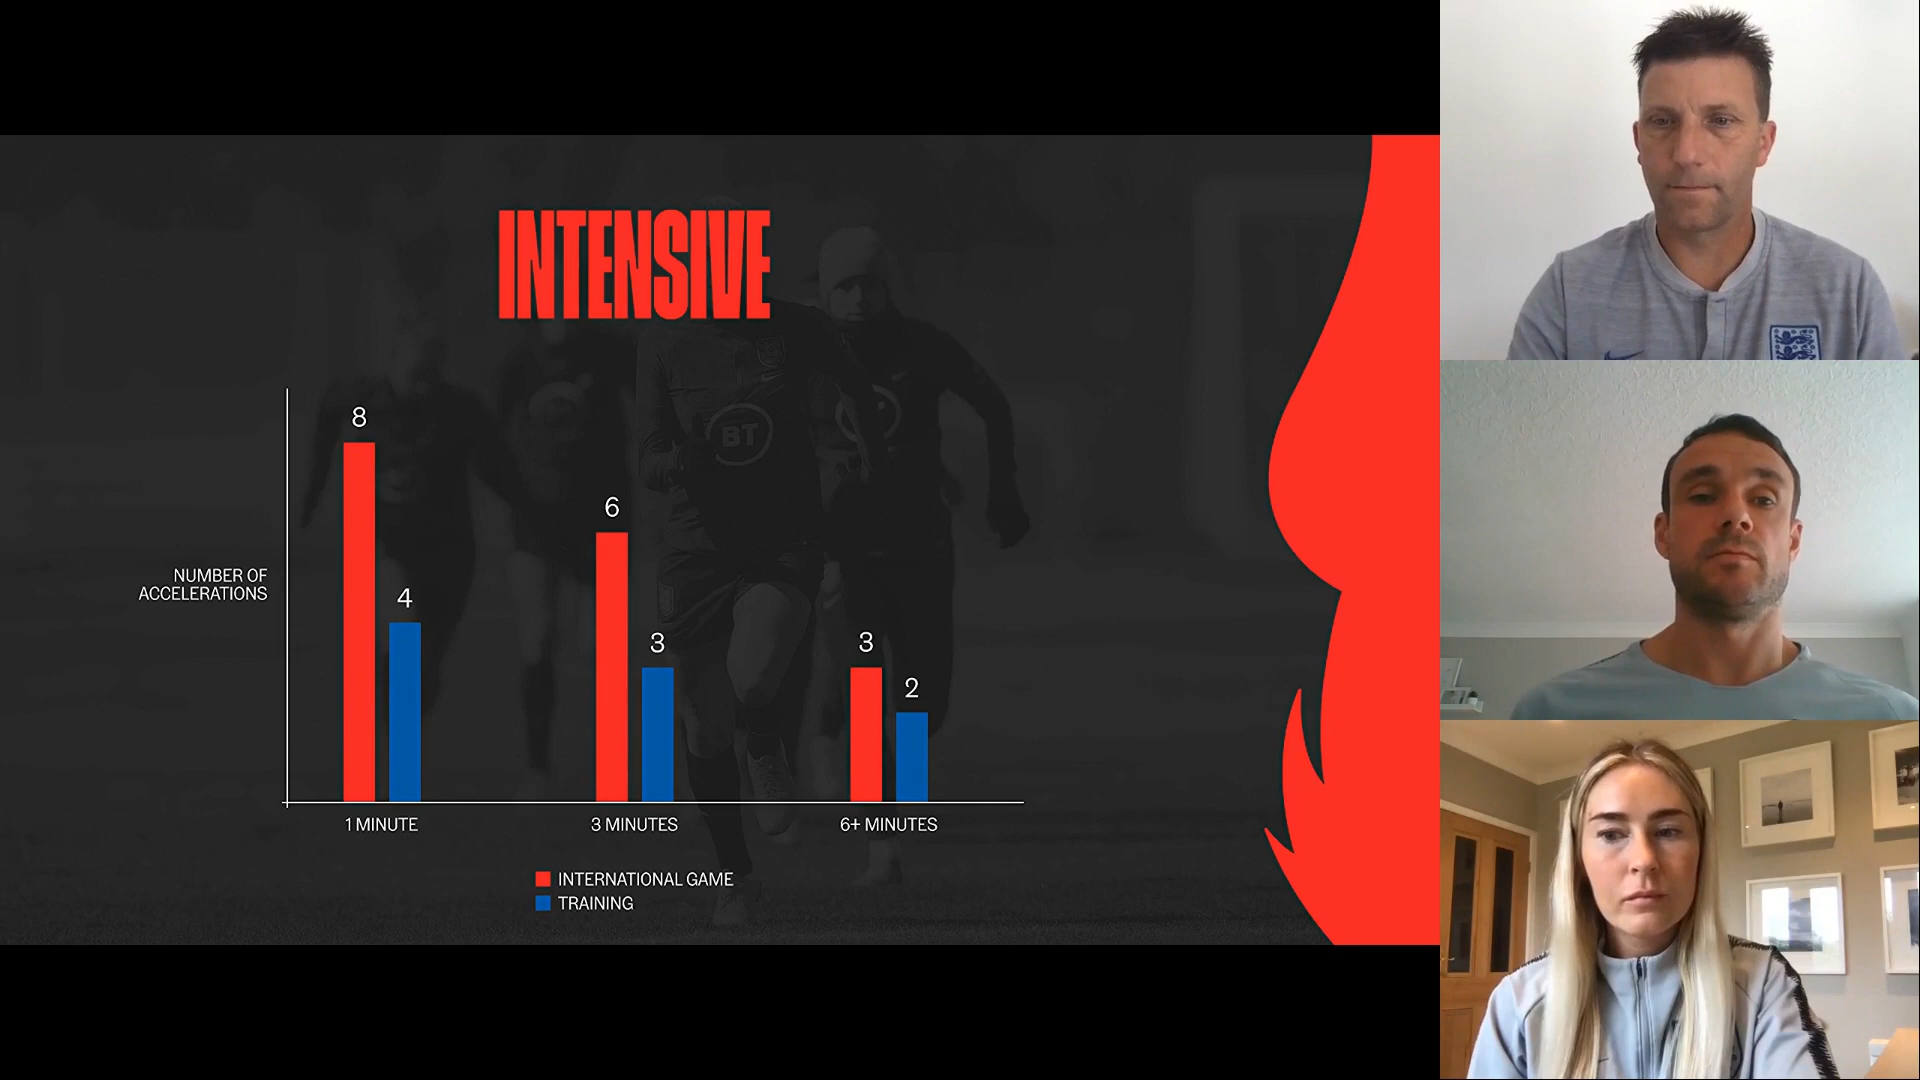 INTENSIVE
8
4
6
3
3
2
NUMBER OF
ACCELERATIONS
BT
1 MINUTE
3 MINUTES
6+ MINUTES
INTERNATIONAL GAME
TRAINING